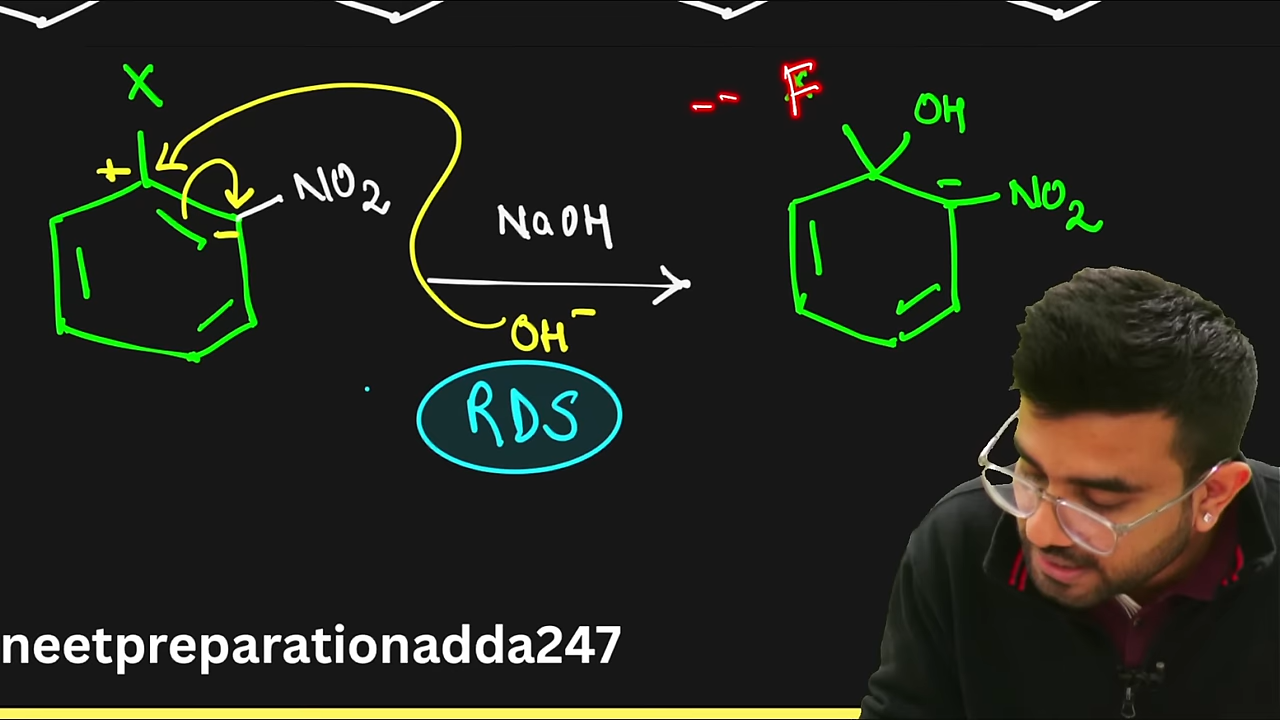 X
+
NO2
-
NaOH
OH-
RDS
-- F
OH
-
NO2
neetpreparationadda247